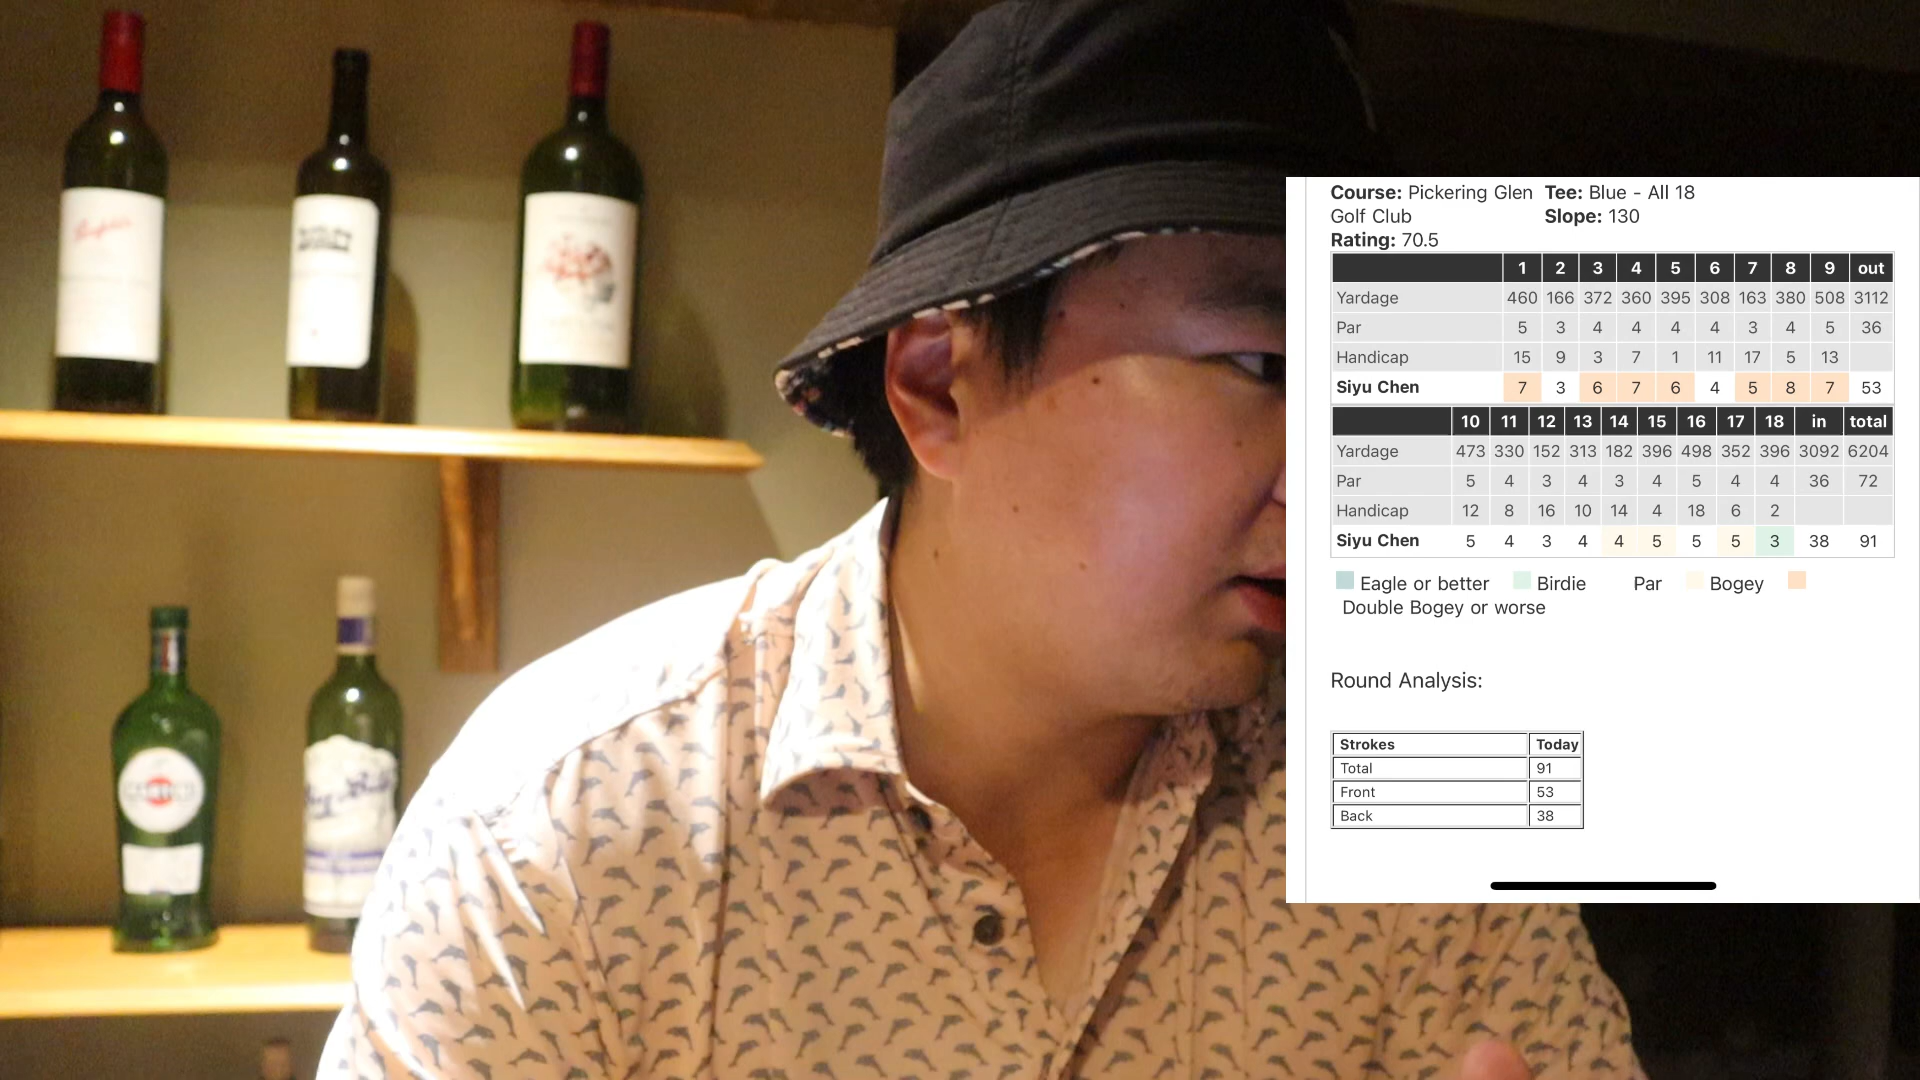 Course: Pickering Glen Golf Club
Tee: Blue - All 18
Slope: 130
Rating: 70.5
1 2 3 4 5 6 7 8 9 out
Yardage 460 166 372 360 395 308 163 380 508 3112
Par 5 3 4 4 4 4 3 4 5 36
Handicap 15 9 3 7 1 11 17 5 13
Siyu Chen 7 3 6 7 6 4 5 8 7 53
10 11 12 13 14 15 16 17 18 in total
Yardage 473 330 152 313 182 396 498 352 396 3092 6204
Par 5 4 3 4 3 4 5 4 4 36 72
Handicap 12 8 16 10 14 4 18 6 2
Siyu Chen 5 4 3 4 4 5 5 5 3 38 91
Eagle or better Birdie Par Bogey
Double Bogey or worse
Round Analysis:
Strokes Today
Total 91
Front 53
Back 38